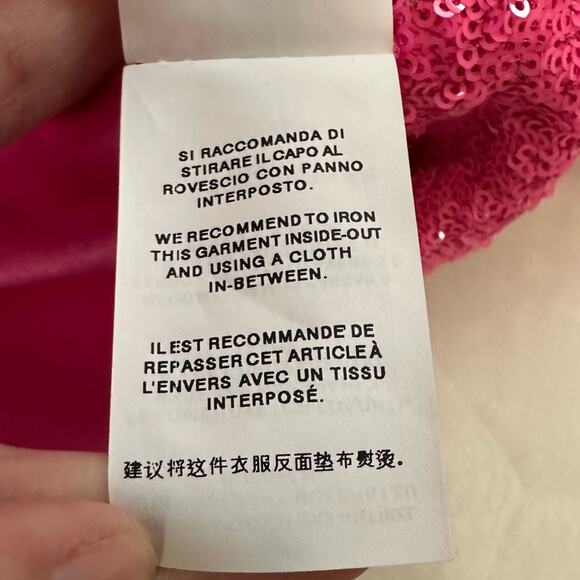 SI RACCOMANDA DI
STIRARE IL CAPO AL
ROVESCIO CON PANNO
INTERPOSTO.
WE RECOMMEND TO IRON
THIS GARMENT INSIDE-OUT
AND USING A CLOTH
IN-BETWEEN.
IL EST RECOMMANDE DE
REPASSER CET ARTICLE À
L'ENVERS AVEC UN TISSU
INTERPOSÉ.
建议将这件衣服反面垫布熨烫。